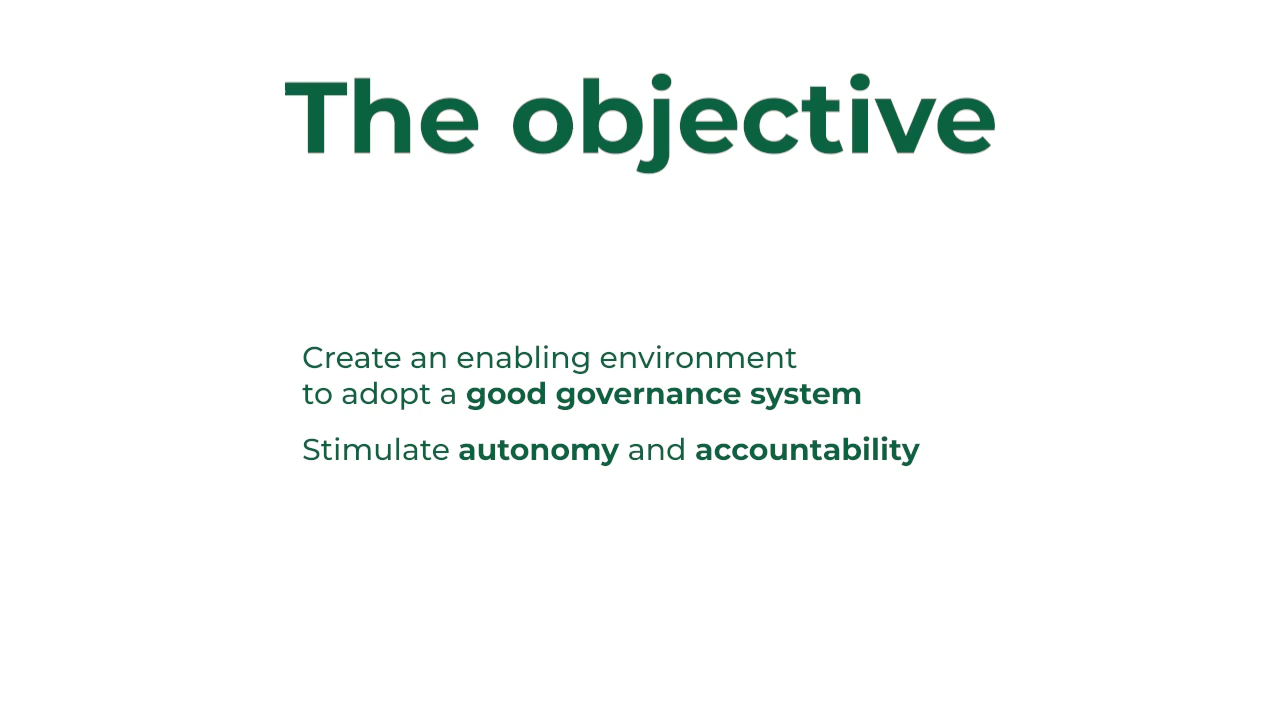 The objective
Create an enabling environment
to adopt a good governance system
Stimulate autonomy and accountability